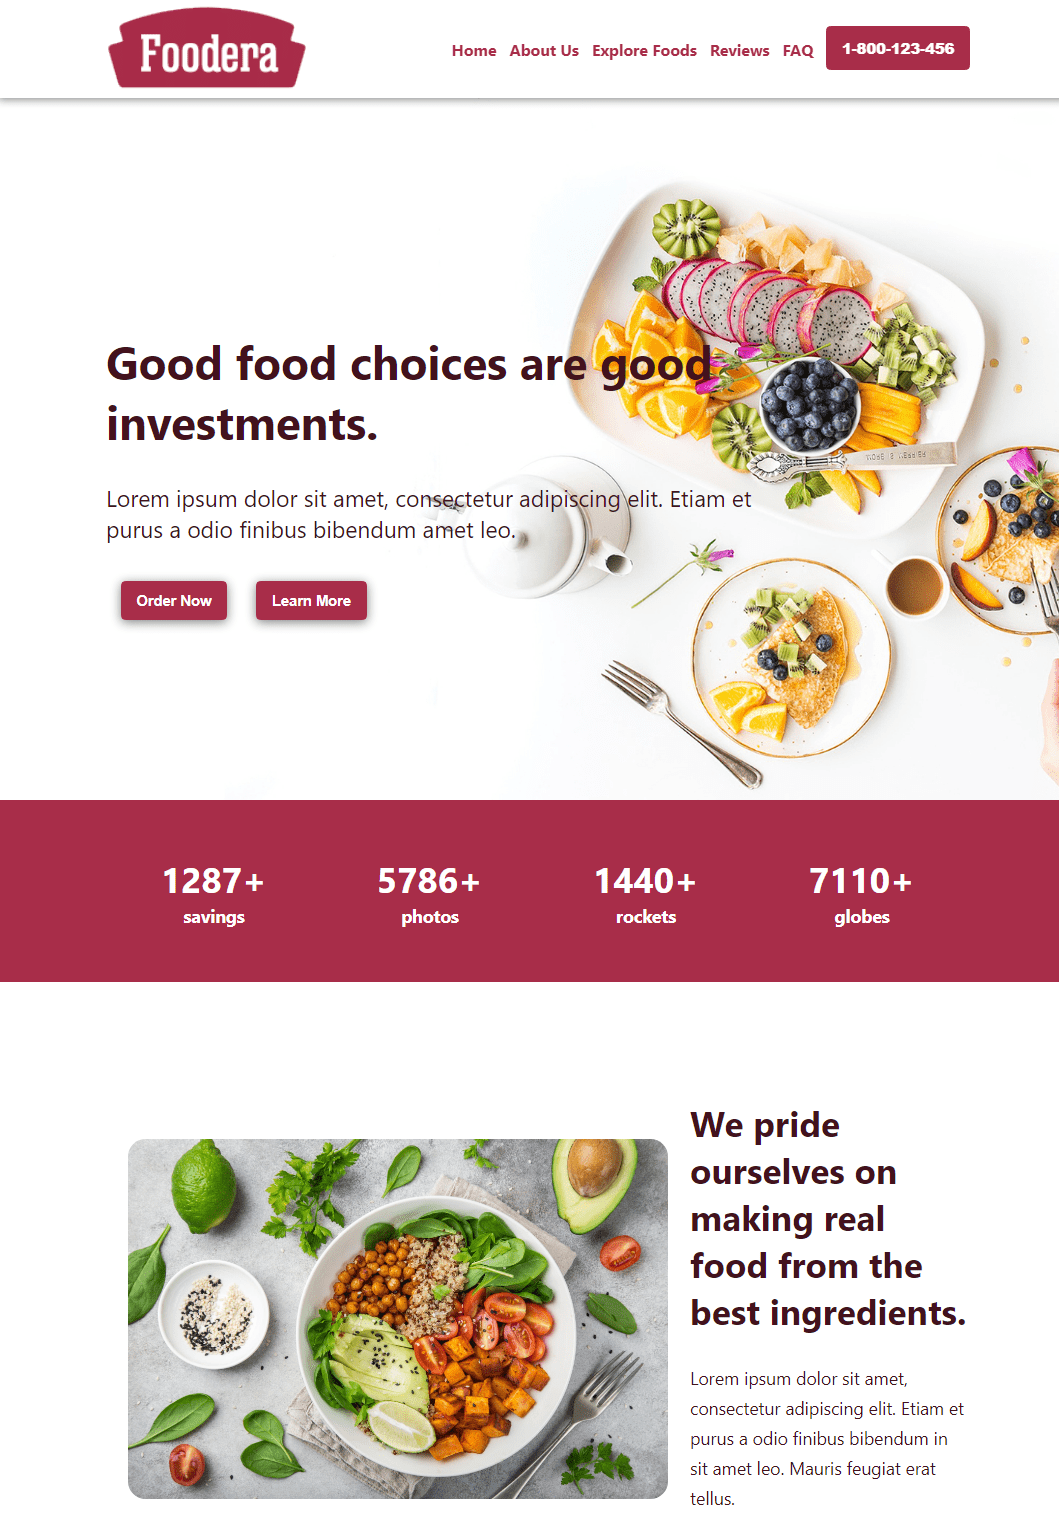 Foodera
Home About Us Explore Foods Reviews FAQ 1-800-123-456
Good food choices are good
investments.
Lorem ipsum dolor sit amet, consectetur adipiscing elit. Etiam et
purus a odio finibus bibendum amet leo.
Order Now Learn More
1287+ 5786+ 1440+ 7110+
savings photos rockets globes
We pride
ourselves on
making real
food from the
best ingredients.
Lorem ipsum dolor sit amet,
consectetur adipiscing elit. Etiam et
purus a odio finibus bibendum in
sit amet leo. Mauris feugiat erat
tellus.